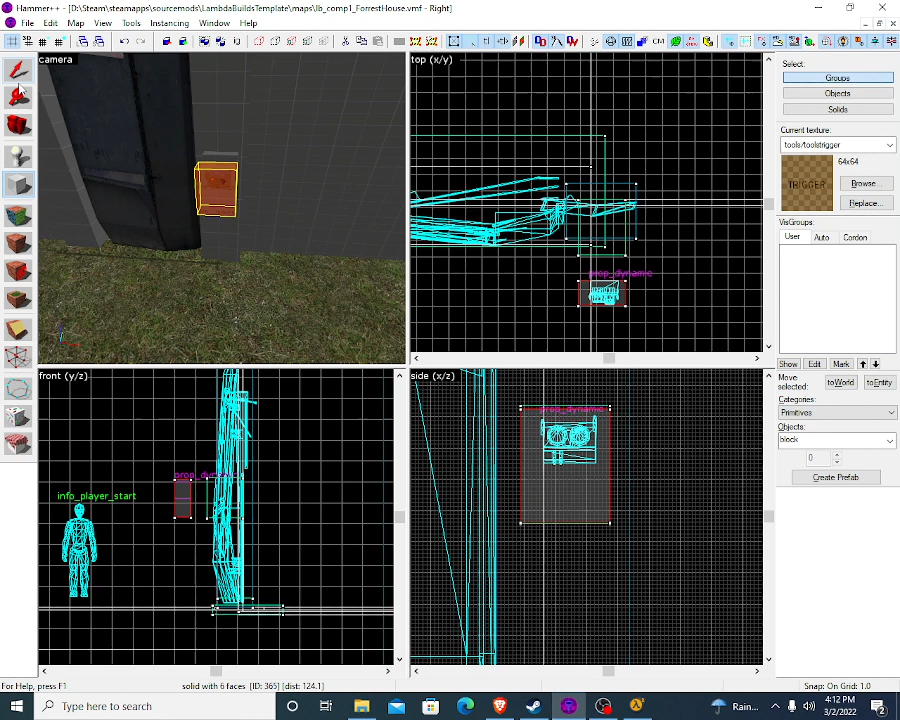 Hammer++ - [D:\Steam\steamapps\sourcemods\LambdaBuildsTemplate\maps\lb_comp1_ForrestHouse.vmf - Right]
File Edit Map View Tools Instancing Window Help
camera
top (x/y)
prop_dynamic
front (y/z)
prop_dynamic
info_player_start
side (x/z)
prop_dynamic
Select:
Groups
Objects
Solids
Current texture:
tools/toolstrigger
64x64
TRIGGER
Browse...
Replace...
VisGroups:
User Auto Cordon
Show Edit Mark
Move selected:
toWorld toEntity
Categories:
Primitives
Objects:
block
0
Create Prefab
For Help, press F1
solid with 6 faces [ID: 365] [dist: 124.1]
Snap: On Grid: 1.0
Type here to search
Rain...
4:12 PM
3/2/2022
2